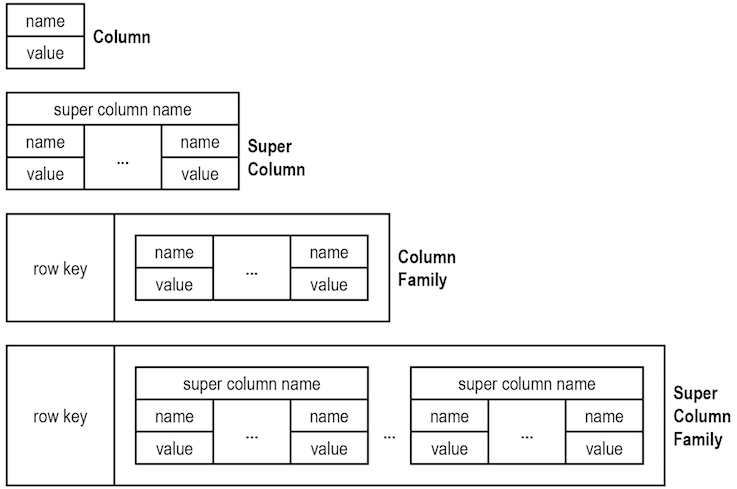 name
value
Column
super column name
name ... name
value value
Super
Column
row key
name ... name
value value
Column
Family
row key
super column name super column name
name ... name ... name ... name
value value value value
Super
Column
Family